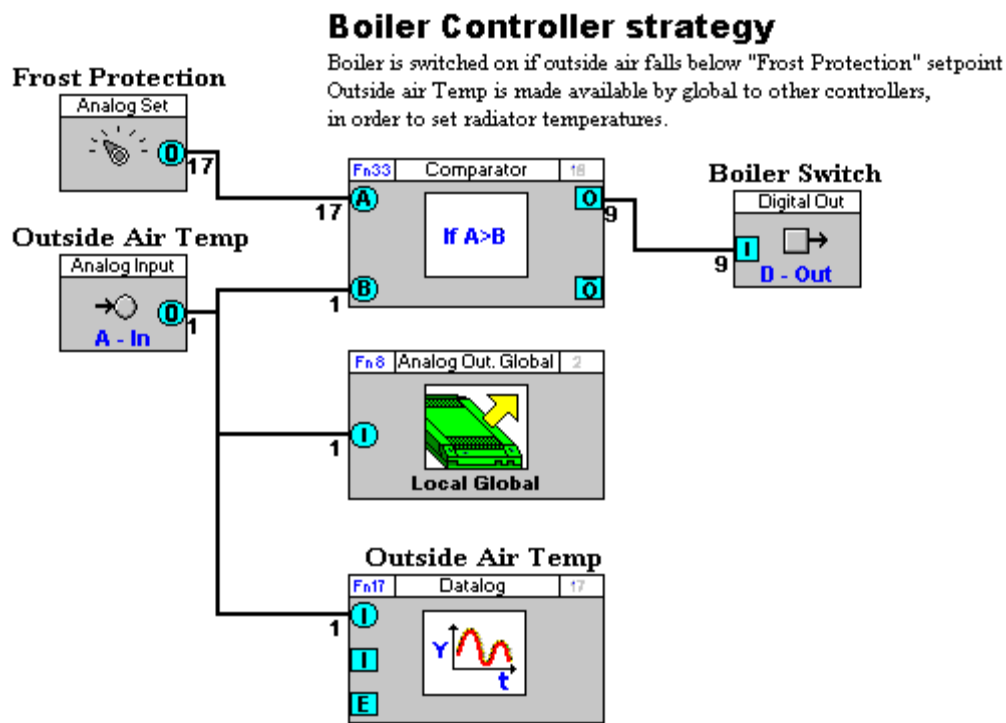 Boiler Controller strategy
Boiler is switched on if outside air falls below "Frost Protection" setpoint
Outside air Temp is made available by global to other controllers,
in order to set radiator temperatures.
Frost Protection
Analog Set
O
17
Fn33 Comparator 16
17
A
If A>B
O
9
B
1
O
Boiler Switch
Digital Out
I
9
D - Out
Outside Air Temp
Analog Input
O
1
A - In
Fn8 Analog Out. Global 2
I
1
Local Global
Outside Air Temp
Fn17 Datalog 17
I
1
Y
t
I
E